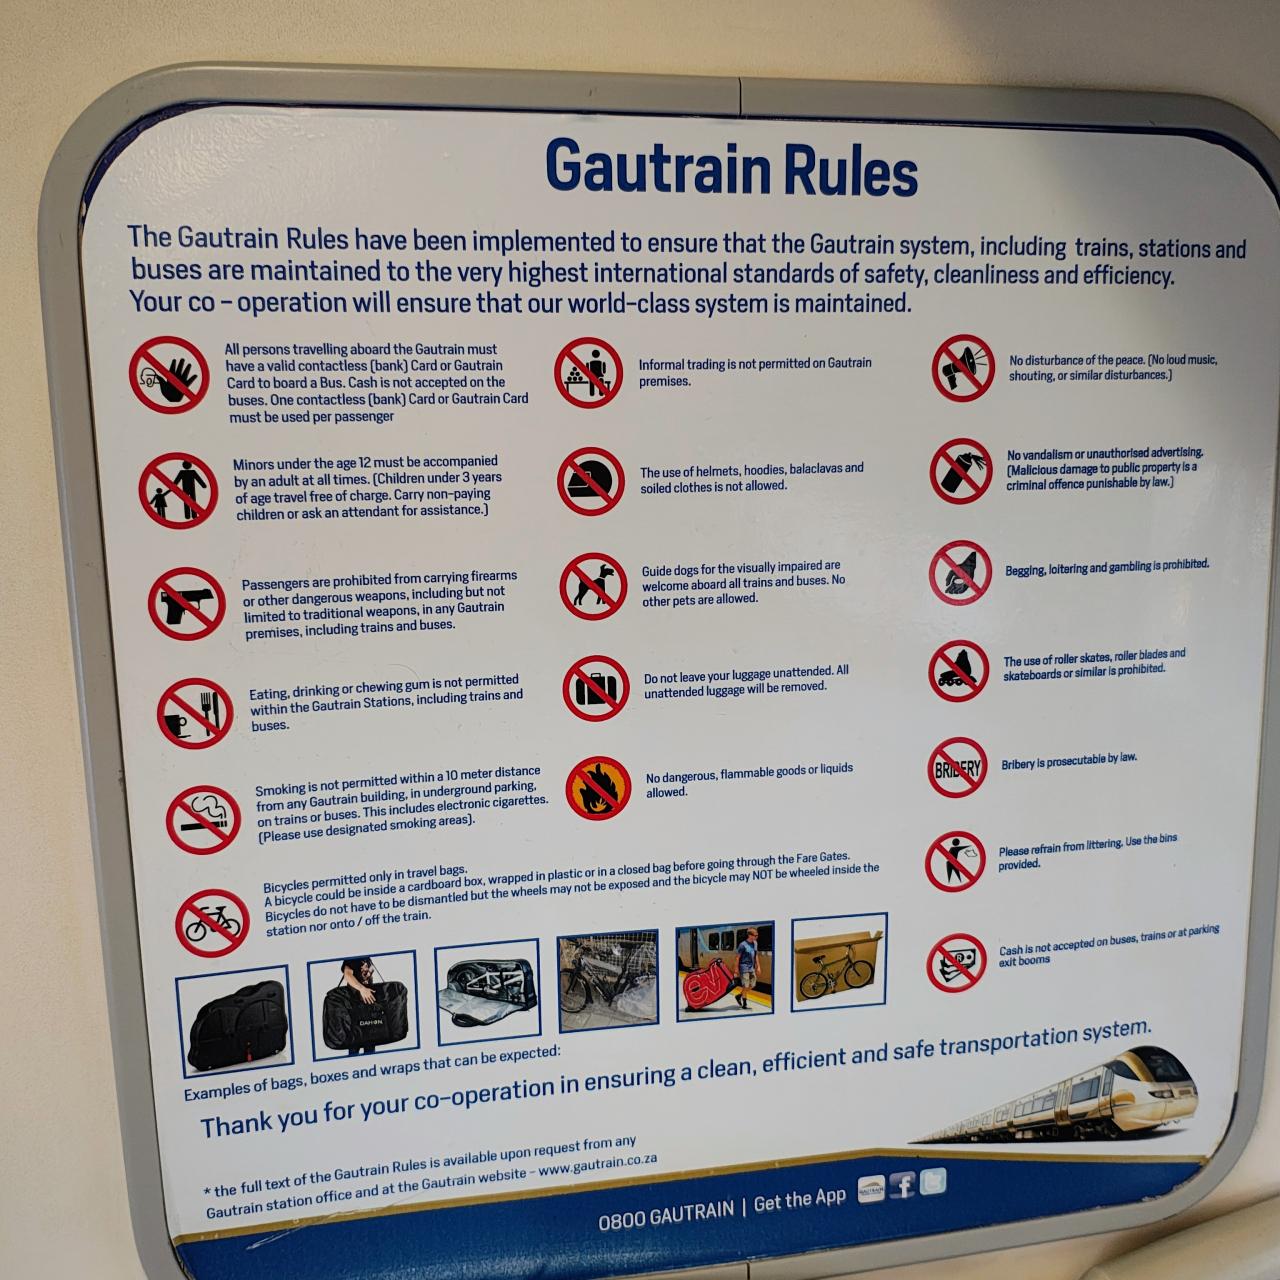 Gautrain Rules
The Gautrain Rules have been implemented to ensure that the Gautrain system, including trains, stations and
buses are maintained to the very highest international standards of safety, cleanliness and efficiency.
Your co – operation will ensure that our world-class system is maintained.
All persons travelling aboard the Gautrain must
have a valid contactless (bank) Card or Gautrain
Card to board a Bus. Cash is not accepted on the
buses. One contactless (bank) Card or Gautrain Card
must be used per passenger
Minors under the age 12 must be accompanied
by an adult at all times. (Children under 3 years
of age travel free of charge. Carry non-paying
children or ask an attendant for assistance.)
Passengers are prohibited from carrying firearms
or other dangerous weapons, including but not
limited to traditional weapons, in any Gautrain
premises, including trains and buses.
Eating, drinking or chewing gum is not permitted
within the Gautrain Stations, including trains and
buses.
Smoking is not permitted within a 10 meter distance
from any Gautrain building, in underground parking,
on trains or buses. This includes electronic cigarettes.
(Please use designated smoking areas).
Bicycles permitted only in travel bags.
A bicycle could be inside a cardboard box, wrapped in plastic or in a closed bag before going through the Fare Gates.
Bicycles do not have to be dismantled but the wheels may not be exposed and the bicycle may NOT be wheeled inside the
station nor onto / off the train.
Informal trading is not permitted on Gautrain
premises.
The use of helmets, hoodies, balaclavas and
soiled clothes is not allowed.
Guide dogs for the visually impaired are
welcome aboard all trains and buses. No
other pets are allowed.
Do not leave your luggage unattended. All
unattended luggage will be removed.
No dangerous, flammable goods or liquids
allowed.
No disturbance of the peace. (No loud music,
shouting, or similar disturbances.)
No vandalism or unauthorised advertising.
(Malicious damage to public property is a
criminal offence punishable by law.)
Begging, loitering and gambling is prohibited.
The use of roller skates, roller blades and
skateboards or similar is prohibited.
BRIBERY
Bribery is prosecutable by law.
Please refrain from littering. Use the bins
provided.
Cash is not accepted on buses, trains or at parking
exit booms
DAHON
Examples of bags, boxes and wraps that can be expected:
Thank you for your co-operation in ensuring a clean, efficient and safe transportation system.
* the full text of the Gautrain Rules is available upon request from any
Gautrain station office and at the Gautrain website – www.gautrain.co.za
0800 GAUTRAIN | Get the App